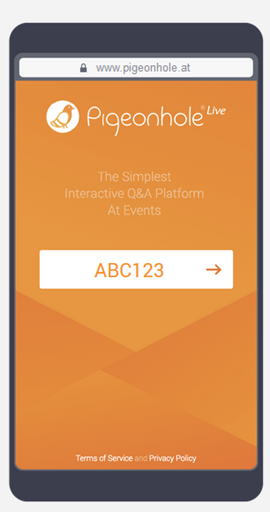 www.pigeonhole.at
Pigeonhole® Live
The Simplest
Interactive Q&A Platform
At Events
ABC123
Terms of Service and Privacy Policy